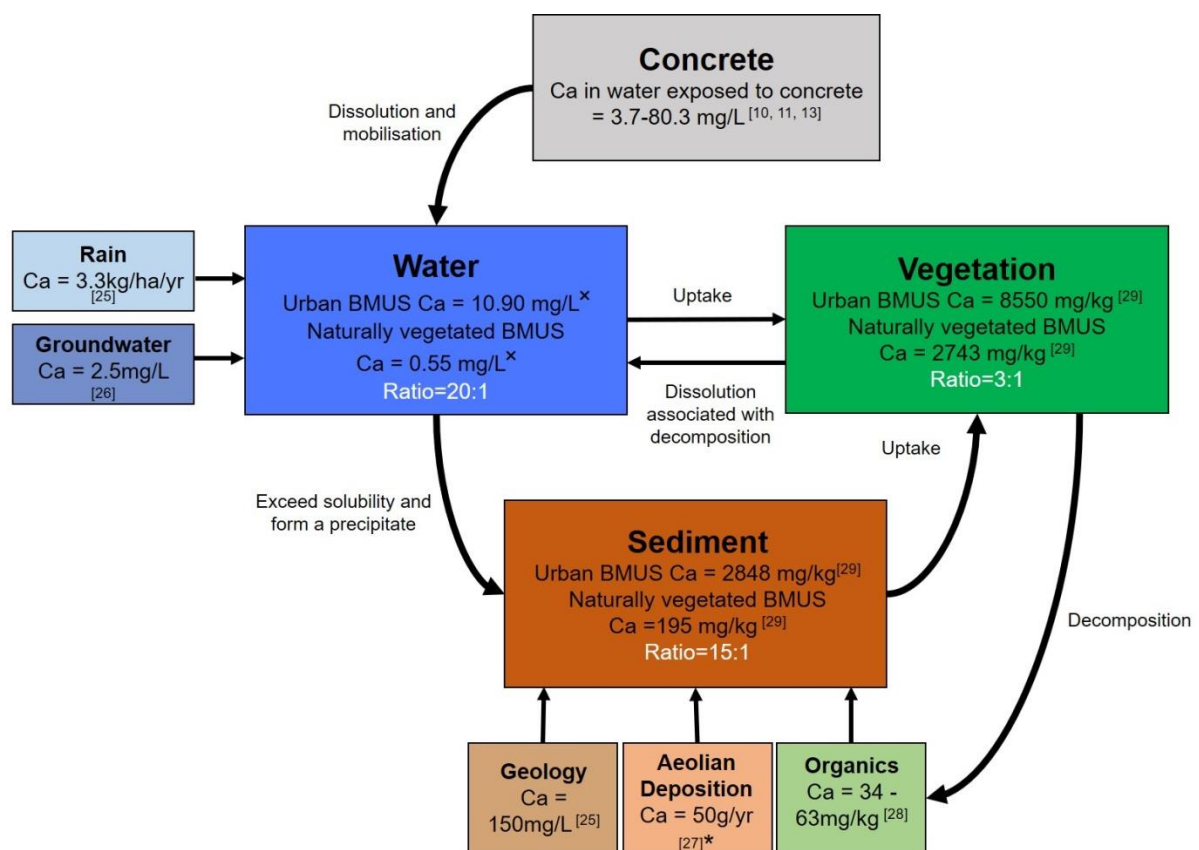 Concrete
Ca in water exposed to concrete
= 3.7-80.3 mg/L [10, 11, 13]
Dissolution and
mobilisation
Rain
Ca = 3.3kg/ha/yr
[25]
Groundwater
Ca = 2.5mg/L
[26]
Water
Urban BMUS Ca = 10.90 mg/L×
Naturally vegetated BMUS
Ca = 0.55 mg/L×
Ratio=20:1
Uptake
Dissolution
associated with
decomposition
Vegetation
Urban BMUS Ca = 8550 mg/kg [29]
Naturally vegetated BMUS
Ca = 2743 mg/kg [29]
Ratio=3:1
Exceed solubility and
form a precipitate
Uptake
Sediment
Urban BMUS Ca = 2848 mg/kg[29]
Naturally vegetated BMUS
Ca =195 mg/kg [29]
Ratio=15:1
Decomposition
Geology
Ca =
150mg/L [25]
Aeolian
Deposition
Ca = 50g/yr
[27]*
Organics
Ca = 34 -
63mg/kg [28]